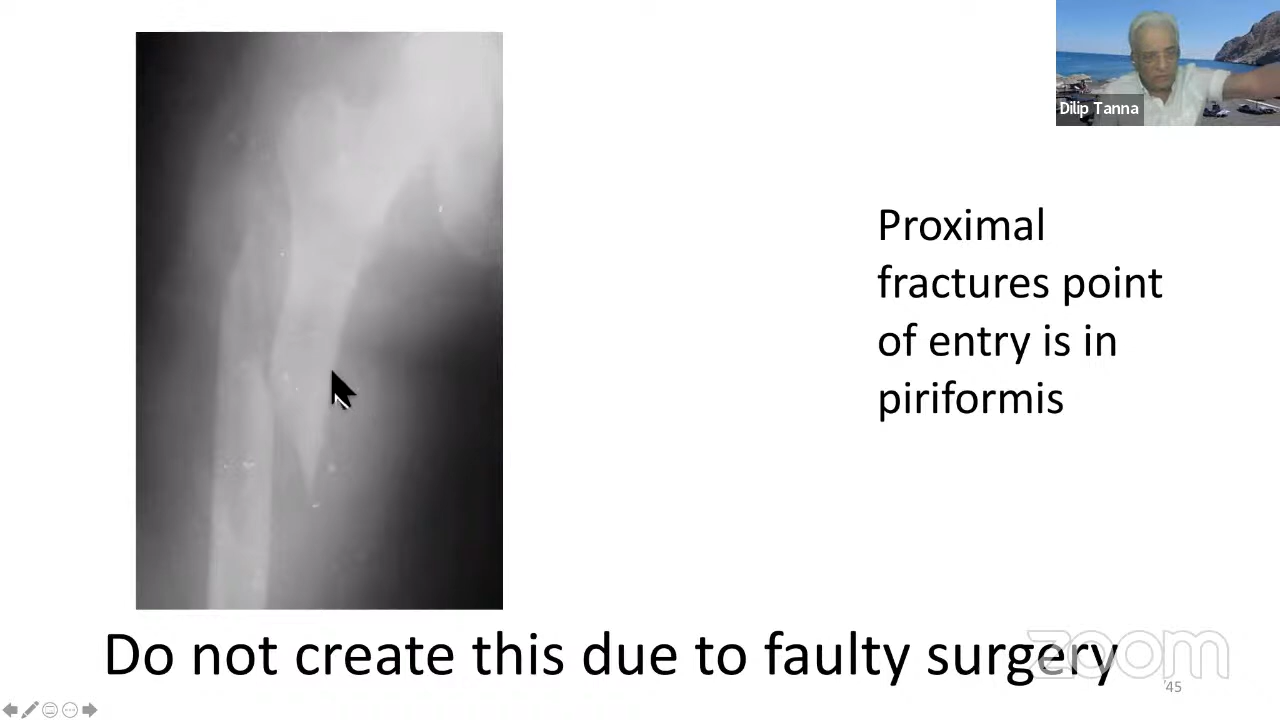 Dilip Tanna
Proximal
fractures point
of entry is in
piriformis
Do not create this due to faulty surgery
zoom
45